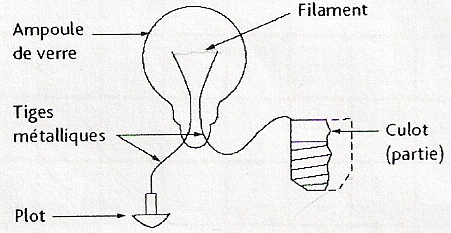 Filament
Ampoule
de verre
Tiges
métalliques
Culot
(partie)
Plot